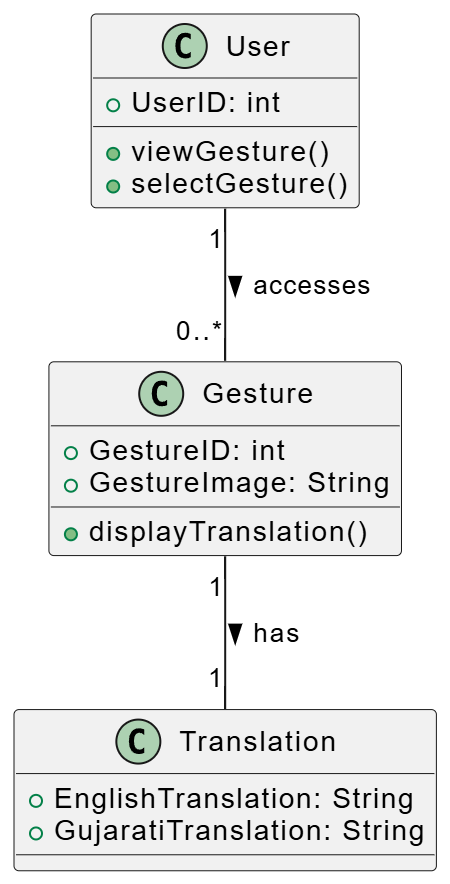 C User
UserID: int
viewGesture()
selectGesture()
1
accesses
0..*
C Gesture
GestureID: int
GestureImage: String
displayTranslation()
1
has
1
C Translation
EnglishTranslation: String
GujaratiTranslation: String